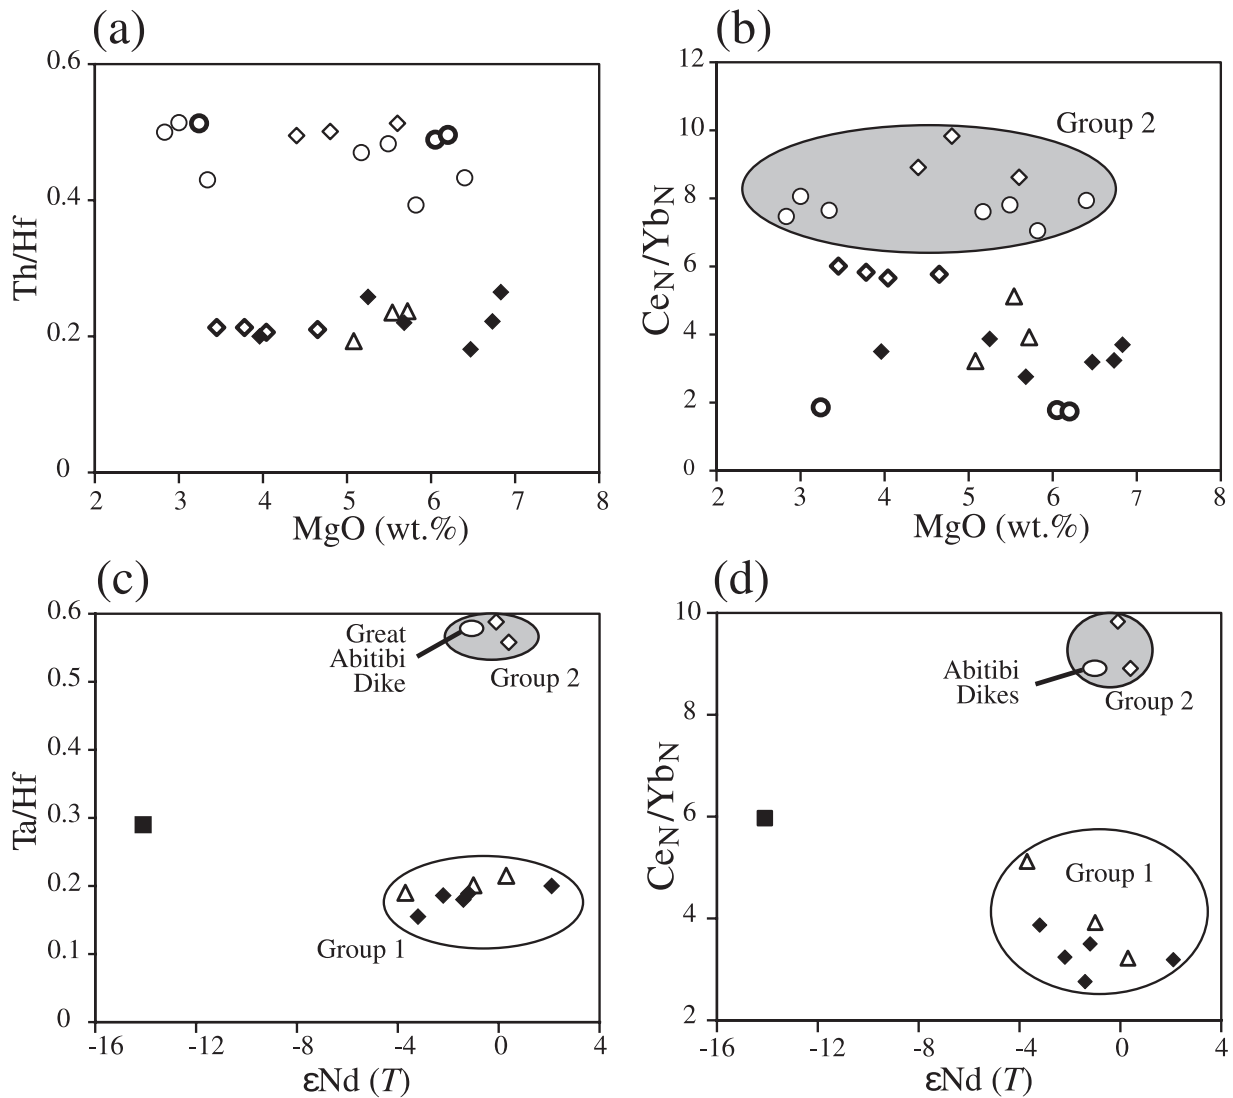 (a)
0.6
0.4
0.2
0
Th/Hf
2 3 4 5 6 7 8
MgO (wt.%)
(b)
12
10
8
6
4
2
0
CeN/YbN
Group 2
2 3 4 5 6 7 8
MgO (wt.%)
(c)
0.6
0.5
0.4
0.3
0.2
0.1
0
Ta/Hf
Great
Abitibi
Dike
Group 2
Group 1
-16 -12 -8 -4 0 4
εNd (T)
(d)
10
8
6
4
2
CeN/YbN
Abitibi
Dikes
Group 2
Group 1
-16 -12 -8 -4 0 4
εNd (T)